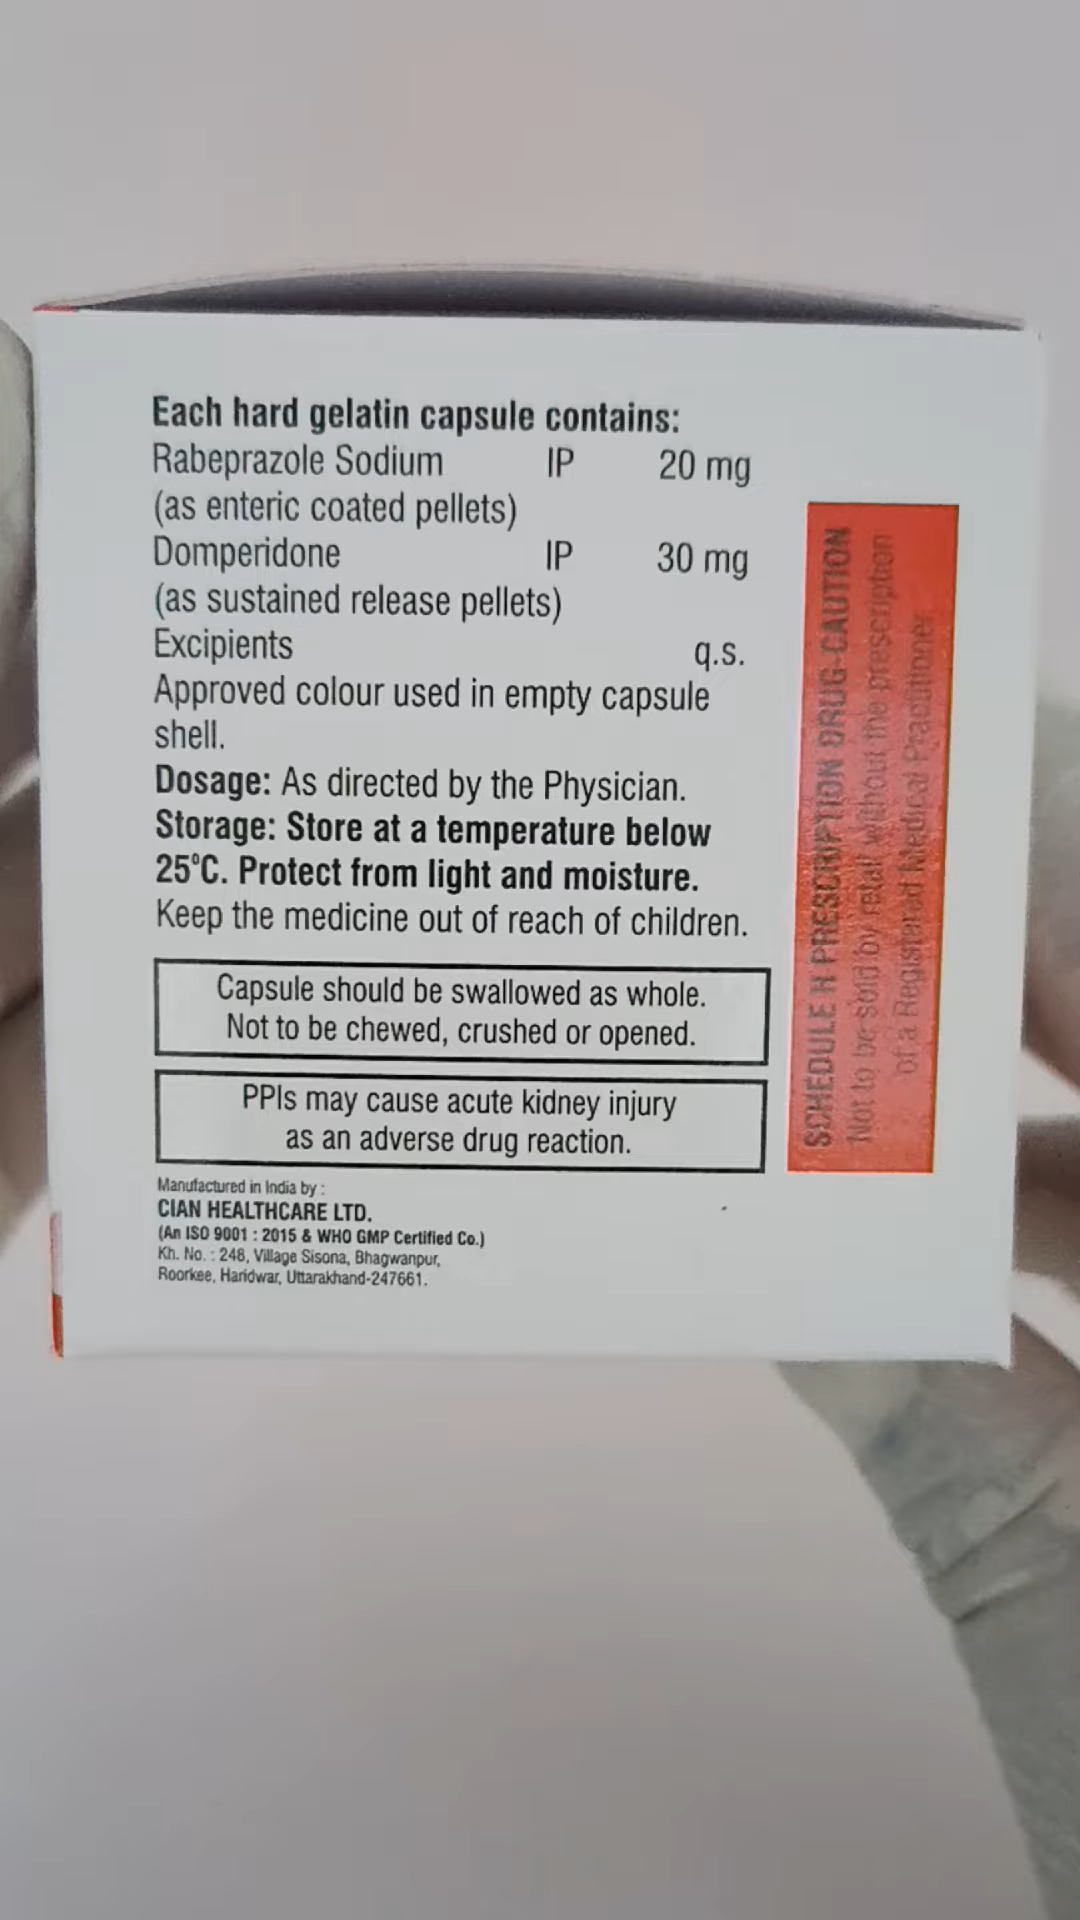 Each hard gelatin capsule contains:
Rabeprazole Sodium IP 20 mg
(as enteric coated pellets)
Domperidone IP 30 mg
(as sustained release pellets)
Excipients q.s.
Approved colour used in empty capsule
shell.
Dosage: As directed by the Physician.
Storage: Store at a temperature below
25°C. Protect from light and moisture.
Keep the medicine out of reach of children.
Capsule should be swallowed as whole.
Not to be chewed, crushed or opened.
PPIs may cause acute kidney injury
as an adverse drug reaction.
Manufactured in India by :
CIAN HEALTHCARE LTD.
(An ISO 9001 : 2015 & WHO GMP Certified Co.)
Kh. No. : 248, Village Sisona, Bhagwanpur,
Roorkee, Haridwar, Uttarakhand-247661.
SCHEDULE H PRESCRIPTION DRUG-CAUTION
Not to be sold by retail without the prescription
of a Registered Medical Practitioner